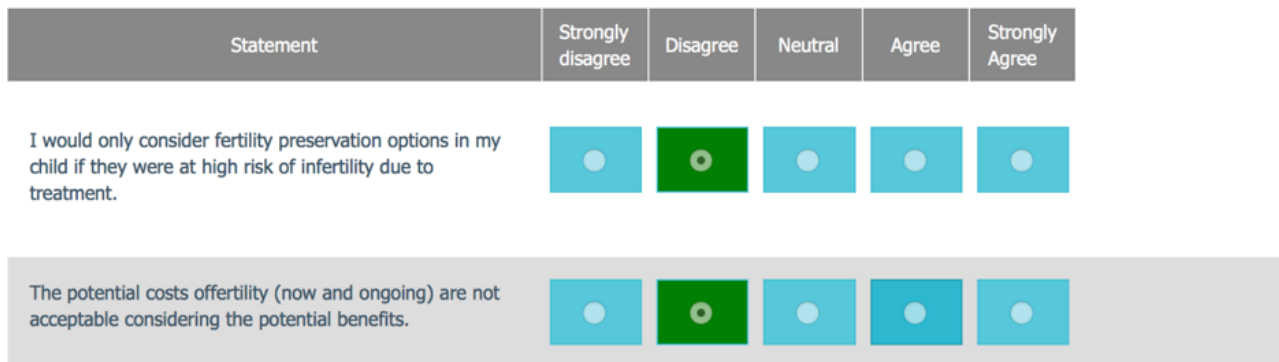 Statement
Strongly
disagree
Disagree
Neutral
Agree
Strongly
Agree
I would only consider fertility preservation options in my
child if they were at high risk of infertility due to
treatment.
The potential costs offertility (now and ongoing) are not
acceptable considering the potential benefits.